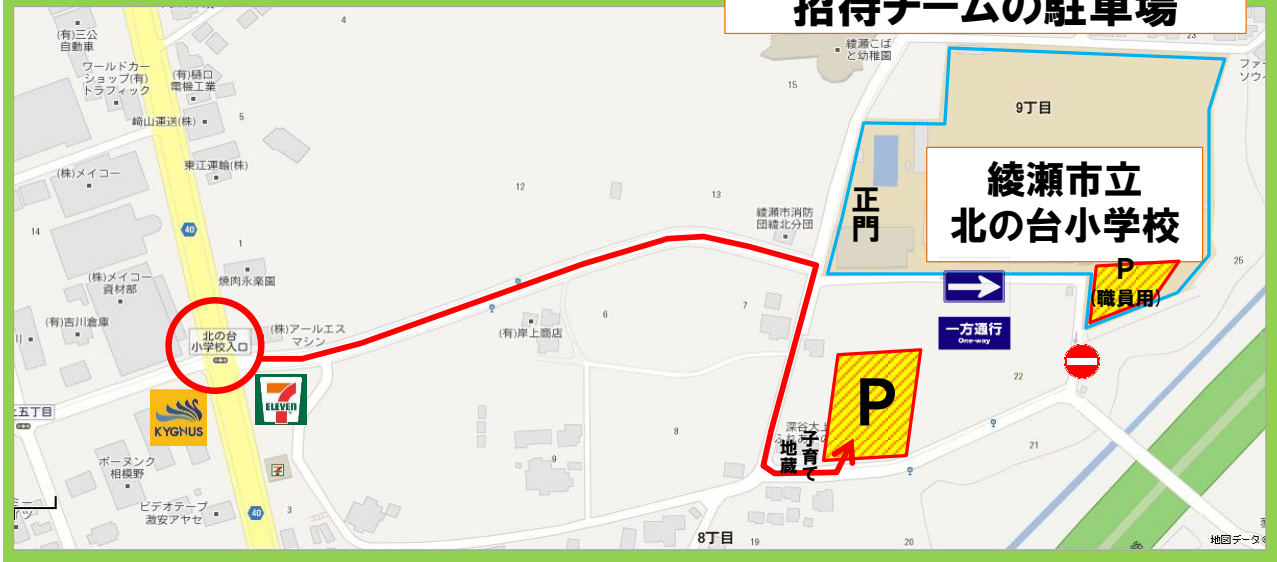 招待チームの駐車場
4
(有)三公
自動車
ワールドカー
ショップ(有)
トラフィック
(有)樋口
電機工業
5
崎山運送(株)
東江運輸(株)
(株)メイコー
14
40
1
(株)メイコー
資材部
焼肉永楽園
(有)吉川倉庫
川
北の台
小学校入口
(株)アールエス
マシン
KYGNUS
7
ELEVEN
五丁目
ボーヌンク
相模野
ビデオテープ
激安アヤセ
40
3
12
13
15
綾瀬こば
と幼稚園
23
ファ
ソウ
9丁目
綾瀬市立
北の台小学校
正門
綾瀬市消防
団綾北分団
25
P
(職員用)
一方通行
One-way
7
6
(有)岸上商店
8
9
22
21
P
深谷大上
子育て
地蔵
8丁目
19
20
地図データ